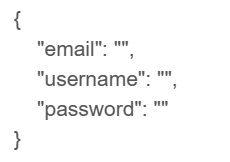 {
"email": "",
"username": "",
"password": ""
}